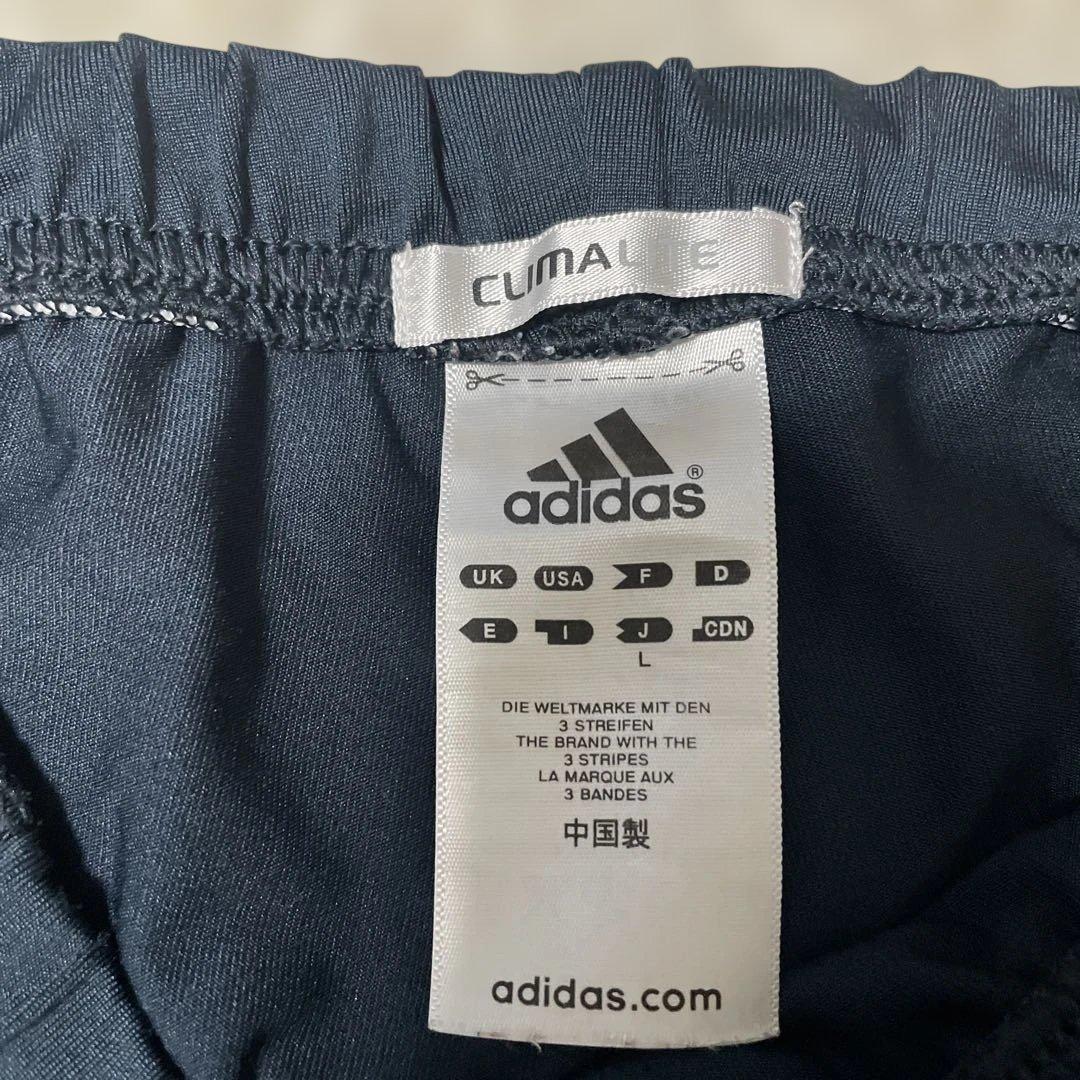 CLIMALITE
adidas®
UK USA F D
E I J CDN
L
DIE WELTMARKE MIT DEN
3 STREIFEN
THE BRAND WITH THE
3 STRIPES
LA MARQUE AUX
3 BANDES
中国製
adidas.com